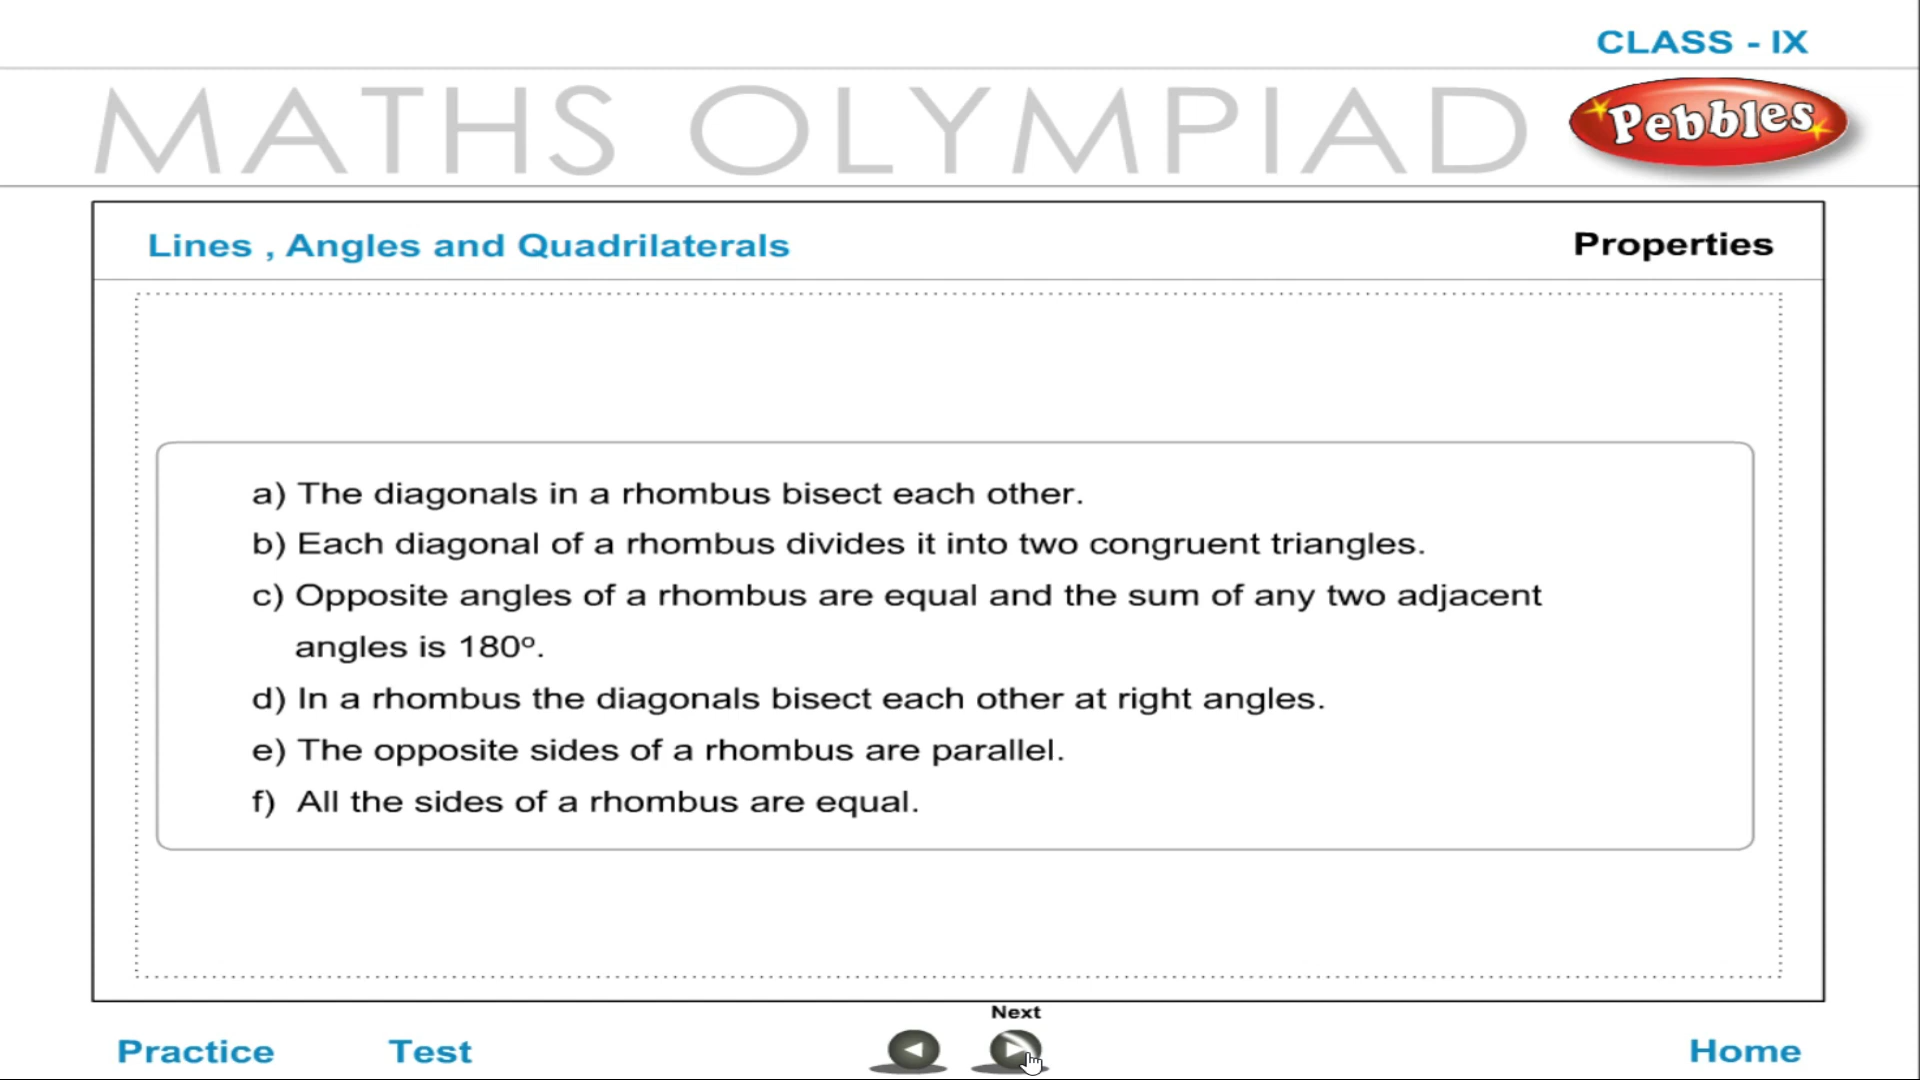 CLASS - IX
MATHS OLYMPIAD
Pebbles
Lines , Angles and Quadrilaterals
Properties
a) The diagonals in a rhombus bisect each other.
b) Each diagonal of a rhombus divides it into two congruent triangles.
c) Opposite angles of a rhombus are equal and the sum of any two adjacent
angles is 180º.
d) In a rhombus the diagonals bisect each other at right angles.
e) The opposite sides of a rhombus are parallel.
f) All the sides of a rhombus are equal.
Next
Practice
Test
Home